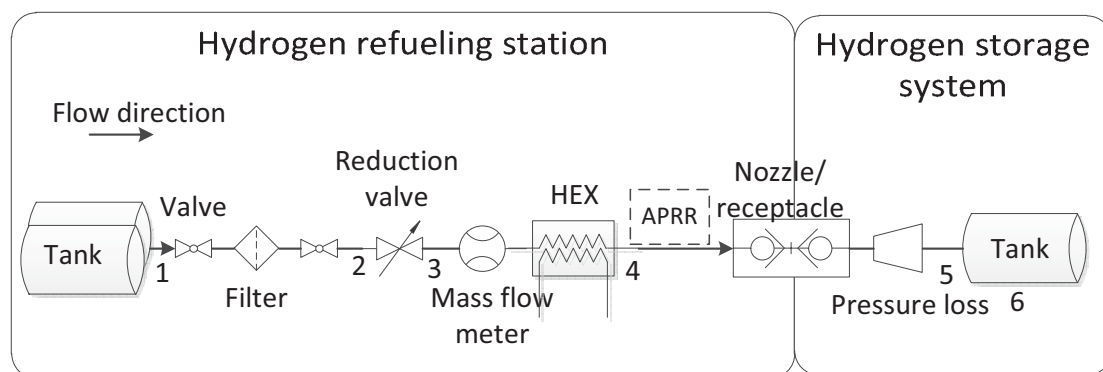 Hydrogen refueling station
Hydrogen storage
system
Flow direction
Reduction
valve
Valve
HEX
APRR
Nozzle/
receptacle
Tank
1
2
3
4
5
Tank
6
Filter
Mass flow
meter
Pressure loss